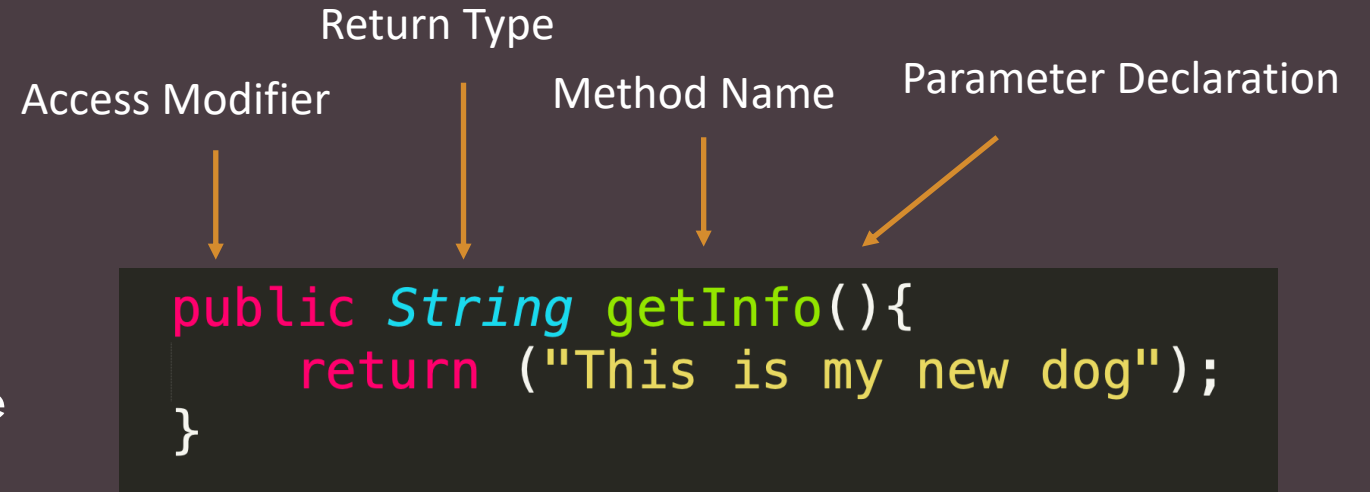 Return Type
Access Modifier
Method Name
Parameter Declaration
public String getInfo(){
return ("This is my new dog");
}
e